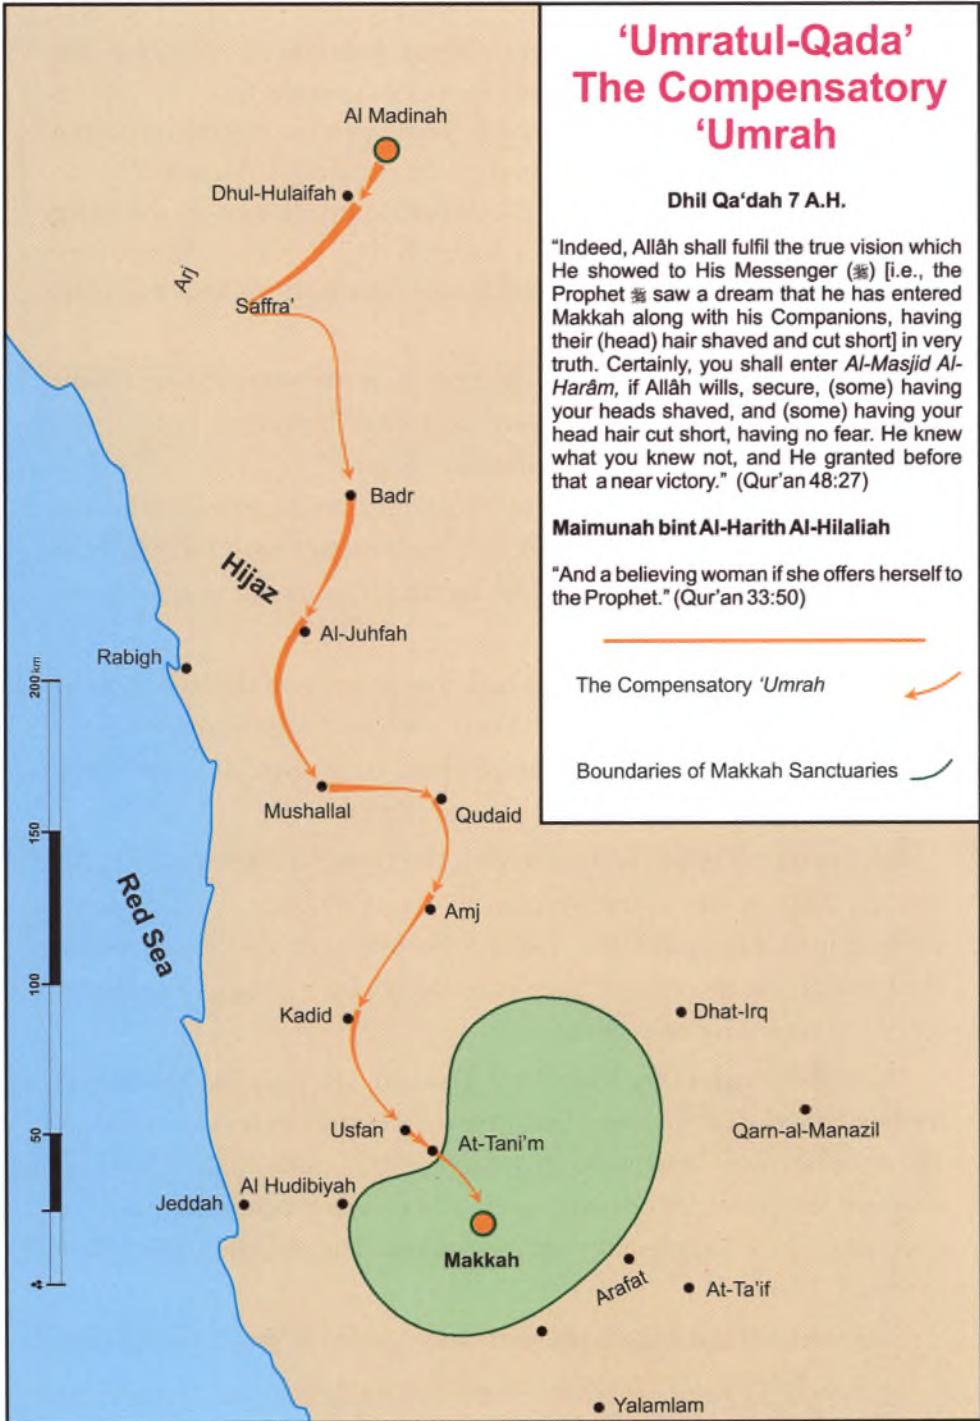 ‘Umratul-Qada’
The Compensatory
‘Umrah
Dhil Qa‘dah 7 A.H.
“Indeed, Allâh shall fulfil the true vision which
He showed to His Messenger (ﷺ) [i.e., the
Prophet ﷺ saw a dream that he has entered
Makkah along with his Companions, having
their (head) hair shaved and cut short] in very
truth. Certainly, you shall enter Al-Masjid Al-
Harâm, if Allâh wills, secure, (some) having
your heads shaved, and (some) having your
head hair cut short, having no fear. He knew
what you knew not, and He granted before
that a near victory.” (Qur’an 48:27)
Maimunah bint Al-Harith Al-Hilaliah
“And a believing woman if she offers herself to
the Prophet.” (Qur’an 33:50)
The Compensatory ‘Umrah
Boundaries of Makkah Sanctuaries
Al Madinah
Dhul-Hulaifah
Arj
Saffra’
Badr
Hijaz
Al-Juhfah
Rabigh
200 km
Mushallal
Qudaid
150
Red Sea
Amj
100
Kadid
Dhat-Irq
50
Usfan
At-Tani’m
Qarn-al-Manazil
Jeddah
Al Hudibiyah
Makkah
Arafat
At-Ta’if
Yalamlam